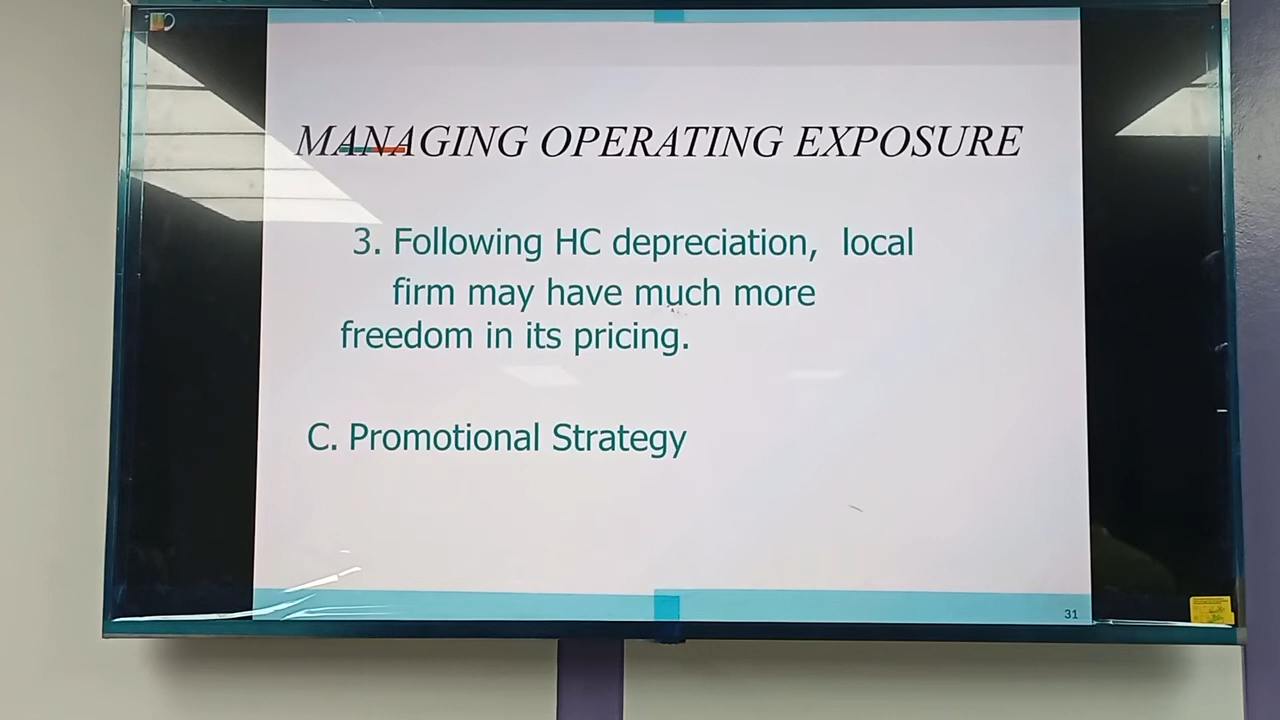 MANAGING OPERATING EXPOSURE
3. Following HC depreciation, local
firm may have much more
freedom in its pricing.
C. Promotional Strategy
31